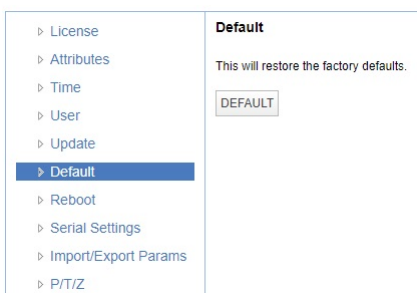 License
Attributes
Time
User
Update
Default
Reboot
Serial Settings
Import/Export Params
P/T/Z
Default
This will restore the factory defaults.
DEFAULT